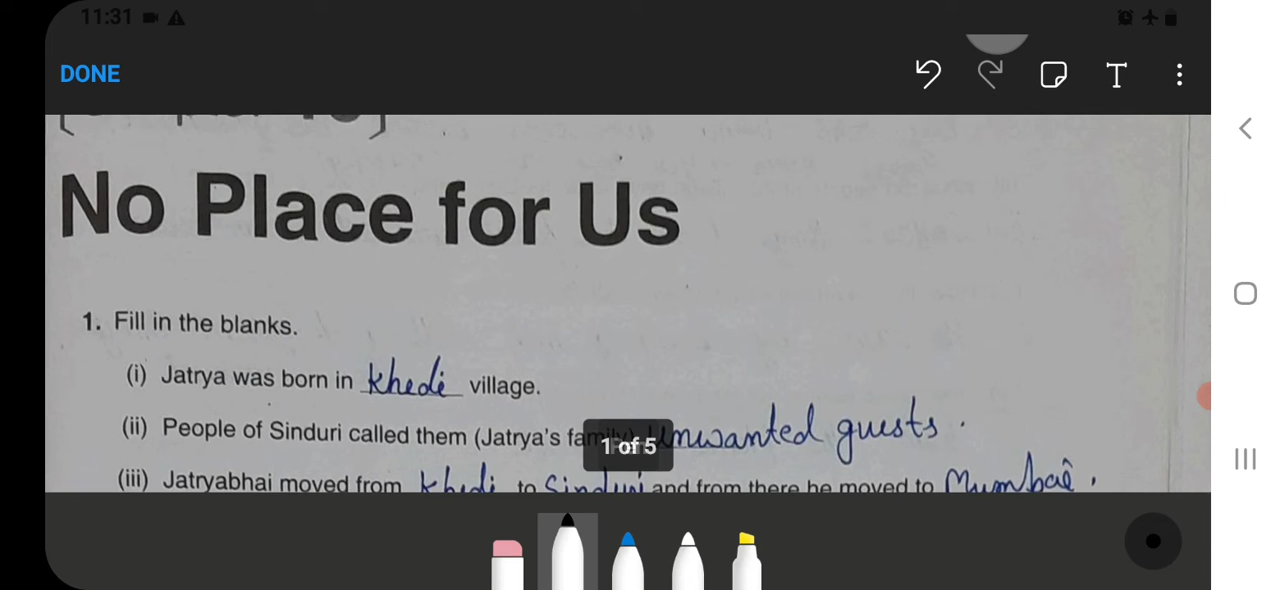 11:31
DONE
T
No Place for Us
1. Fill in the blanks.
(i) Jatrya was born in khedi village.
(ii) People of Sinduri called them (Jatrya's family) unwanted guests.
1 of 5
(iii) Jatryabhai moved from khedi to Sinduri and from there he moved to Mumbai.